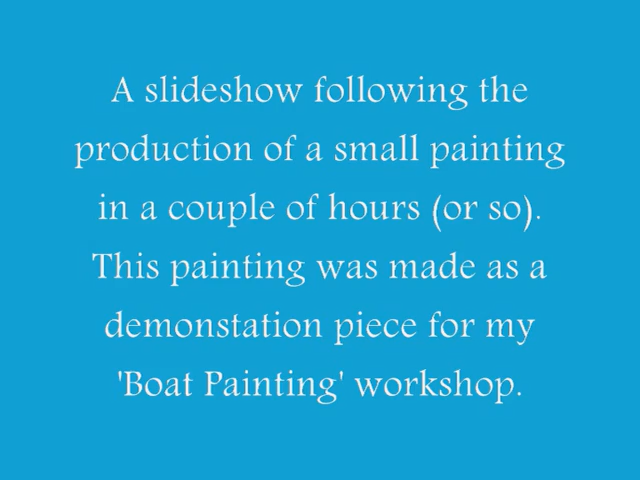 A slideshow following the
production of a small painting
in a couple of hours (or so).
This painting was made as a
demonstation piece for my
'Boat Painting' workshop.